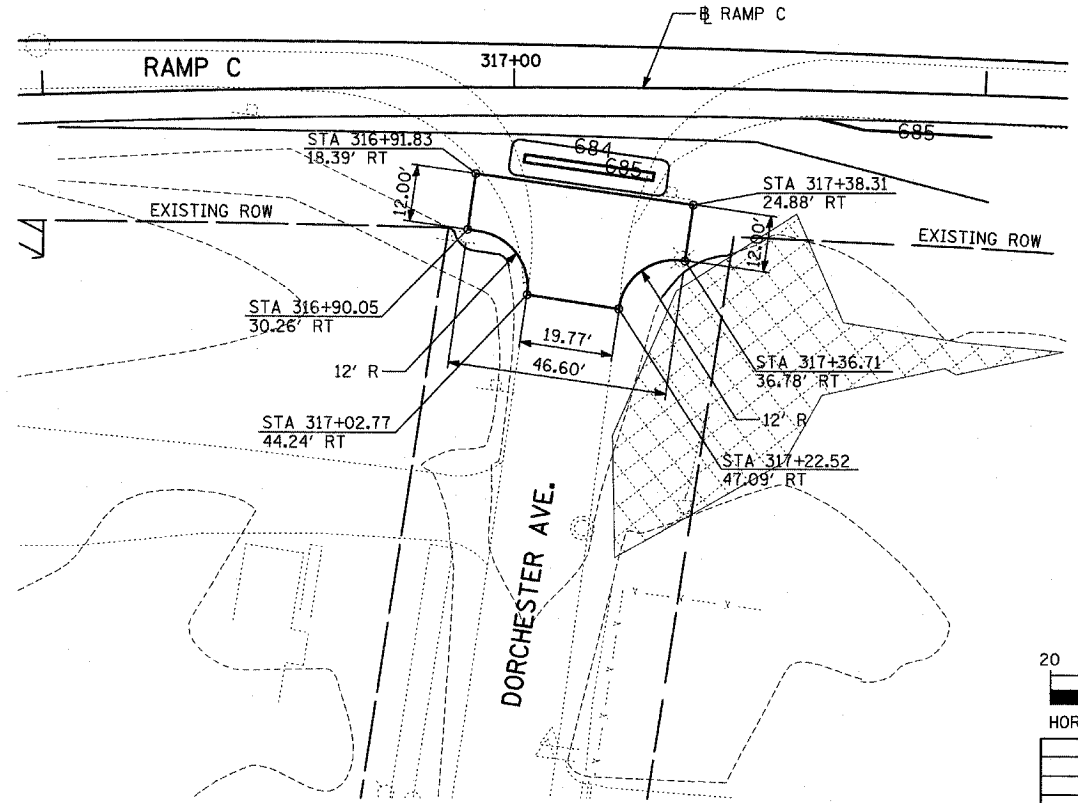 ℄ RAMP C
317+00
RAMP C
685
STA 316+91.83
18.39' RT
684
685
STA 317+38.31
24.88' RT
12.00'
12.00'
EXISTING ROW
EXISTING ROW
STA 316+90.05
30.26' RT
19.77'
46.60'
STA 317+36.71
36.78' RT
12' R
12' R
STA 317+02.77
44.24' RT
STA 317+22.52
47.09' RT
DORCHESTER AVE.
20
HOR